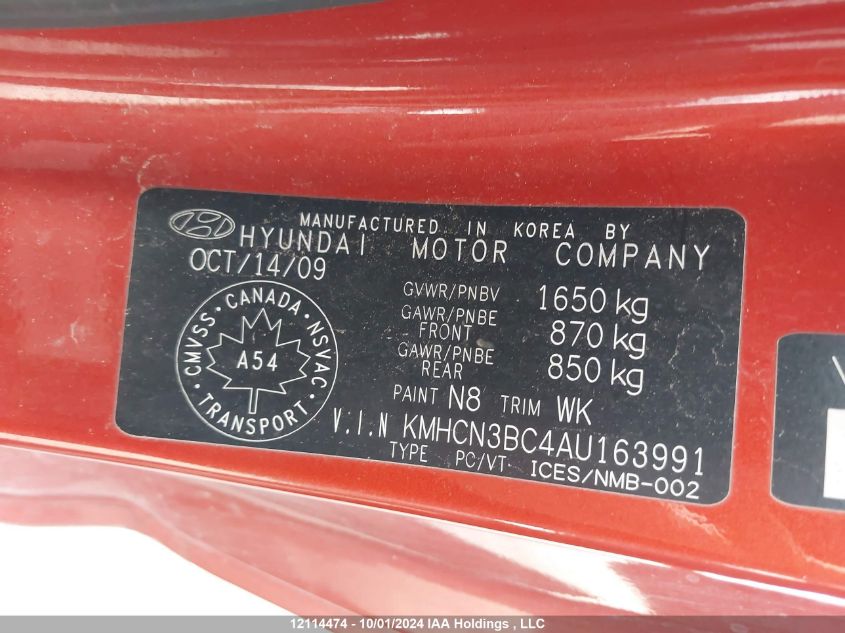 MANUFACTURED IN KOREA BY
HYUNDAI MOTOR COMPANY
OCT/14/09
GVWR/PNBV 1650 kg
GAWR/PNBE FRONT 870 kg
GAWR/PNBE REAR 850 kg
PAINT N8 TRIM WK
CANADA
CMVSS NSVAC
A54
TRANSPORT
V.I.N KMHCN3BC4AU163991
TYPE PC/VT ICES/NMB-002
12114474 - 10/01/2024 IAA Holdings , LLC